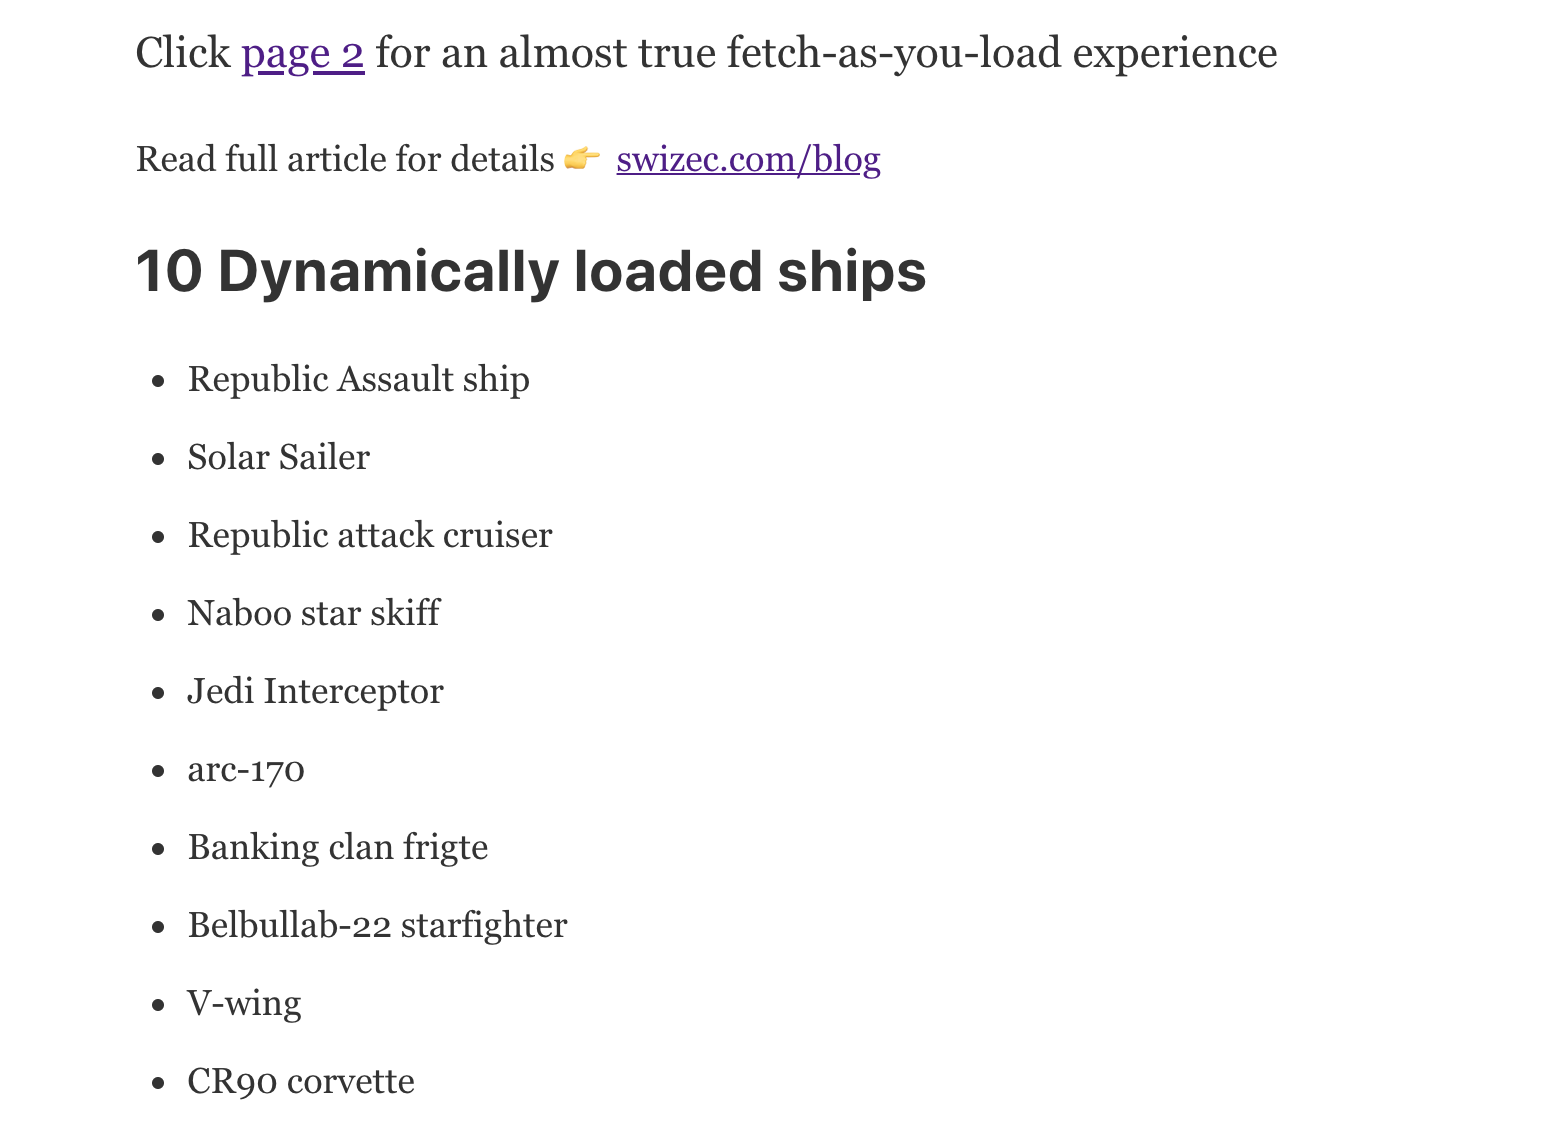 Click page 2 for an almost true fetch-as-you-load experience
Read full article for details 👉 swizec.com/blog
10 Dynamically loaded ships
• Republic Assault ship
• Solar Sailer
• Republic attack cruiser
• Naboo star skiff
• Jedi Interceptor
• arc-170
• Banking clan frigte
• Belbullab-22 starfighter
• V-wing
• CR90 corvette